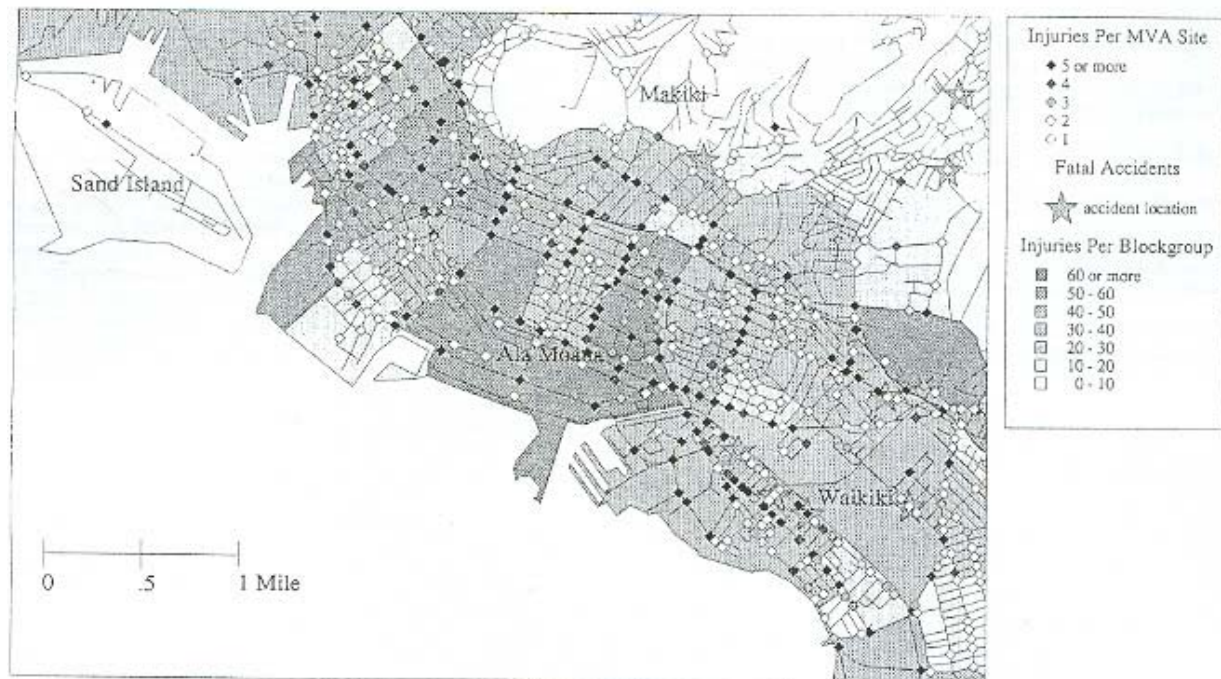 Makiki
Sand Island
Ala Moana
Waikiki
0 .5 1 Mile
Injuries Per MVA Site
5 or more
4
3
2
1
Fatal Accidents
accident location
Injuries Per Blockgroup
60 or more
50 - 60
40 - 50
30 - 40
20 - 30
10 - 20
0 - 10